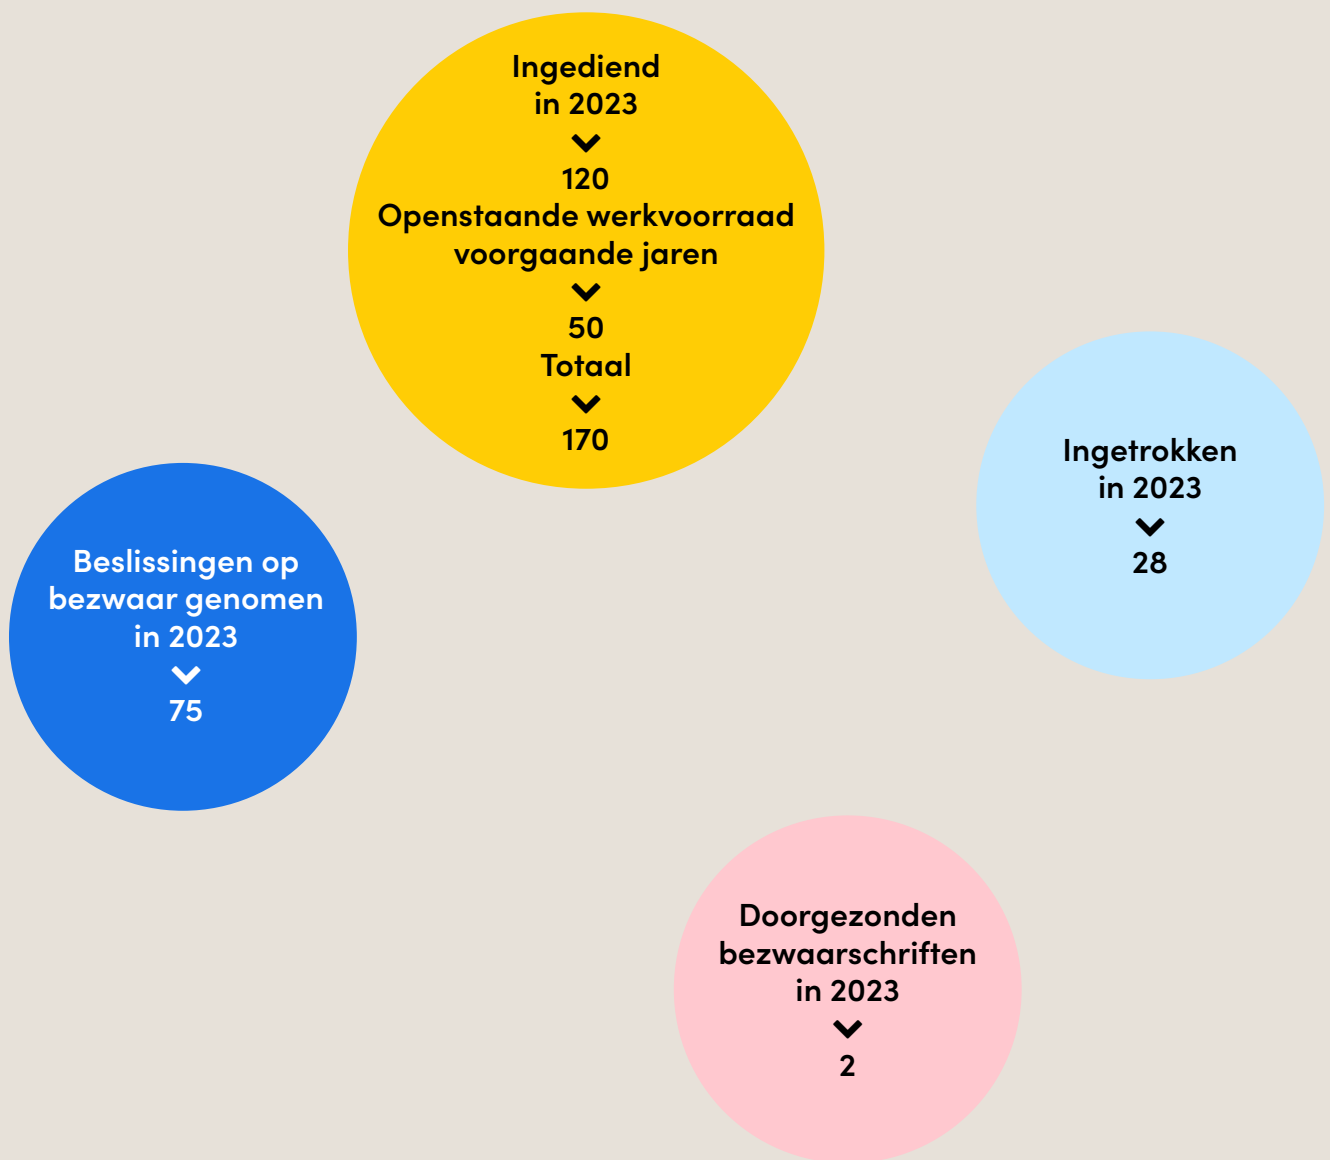 Ingediend
in 2023
120
Openstaande werkvoorraad
voorgaande jaren
50
Totaal
170
Ingetrokken
in 2023
28
Beslissingen op
bezwaar genomen
in 2023
75
Doorgezonden
bezwaarschriften
in 2023
2